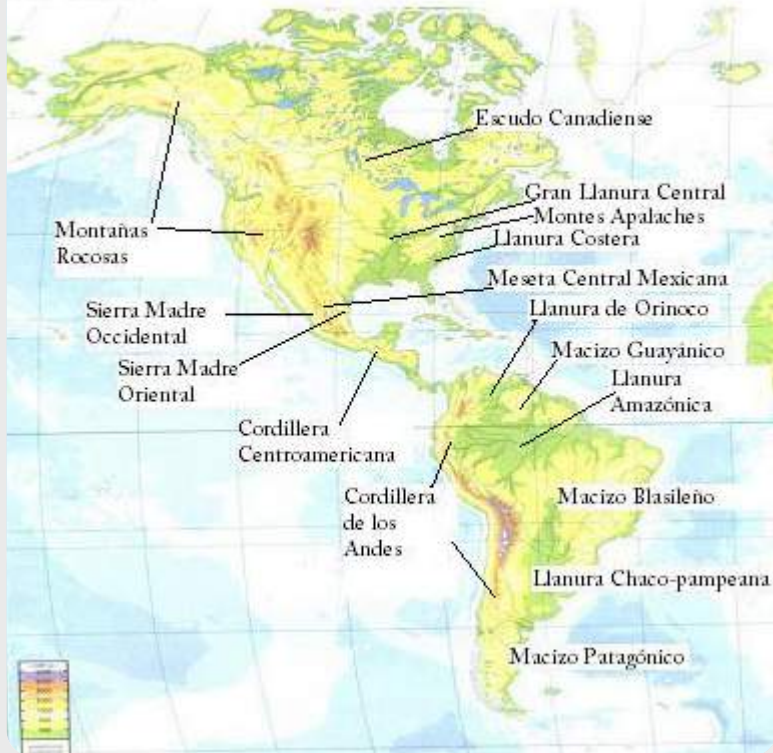 Escudo Canadiense
Gran Llanura Central
Montes Apalaches
Llanura Costera
Montañas
Rocosas
Meseta Central Mexicana
Sierra Madre
Occidental
Llanura de Orinoco
Sierra Madre
Oriental
Macizo Guayánico
Llanura
Amazónica
Cordillera
Centroamericana
Cordillera
de los
Andes
Macizo Blasileño
Llanura Chaco-pampeana
Macizo Patagónico